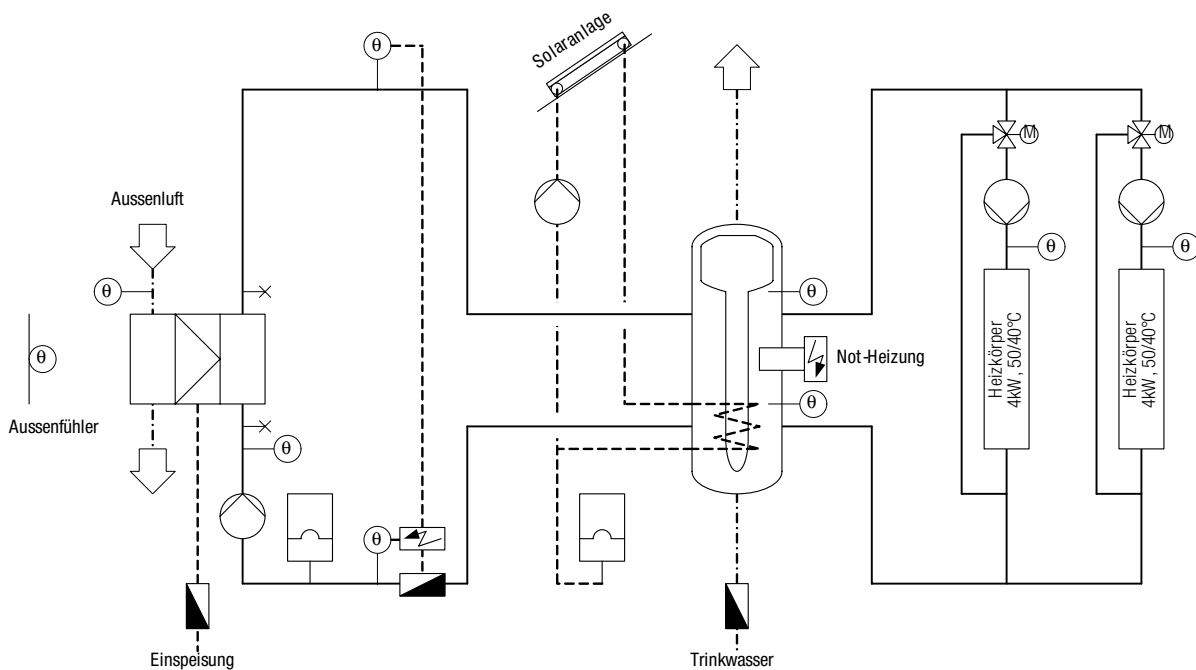 θ
Solaranlage
M
M
Aussenluft
θ
θ
θ
θ
θ
Not-Heizung
Heizkörper
4kW, 50/40°C
Heizkörper
4kW, 50/40°C
θ
Aussenfühler
θ
θ
θ
Einspeisung
Trinkwasser